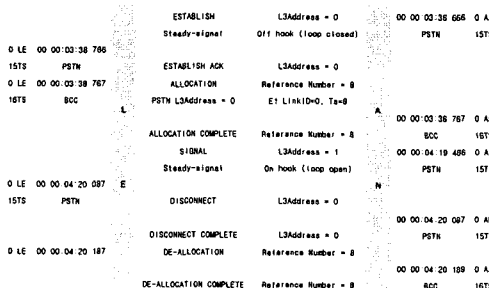 ESTABLISH L3Address = 0 00 00:03:36 666 0 A
Steady-signal Off hook (loop closed) PSTN 15TS
0 LE 00 00:03:38 766
15TS PSTN ESTABLISH ACK L3Address = 0
0 LE 00 00:03:38 767 ALLOCATION Reference Number = 8
16TS BCC PSTN L3Address = 0 E1 LinkID=0, Ts=8
L A
00 00:03:38 767 0 A
ALLOCATION COMPLETE Reference Number = 8 BCC 16T
SIGNAL L3Address = 1 00 00:04:19 486 0 A
Steady-signal On hook (loop open) PSTN 15T
0 LE 00 00:04:20 087 E N
15TS PSTN DISCONNECT L3Address = 0
00 00:04:20 087 0 A
DISCONNECT COMPLETE L3Address = 0 PSTN 15T
0 LE 00 00:04:20 187 DE-ALLOCATION Reference Number = 8
00 00:04:20 189 0 A
DE-ALLOCATION COMPLETE Reference Number = 8 BCC 16T